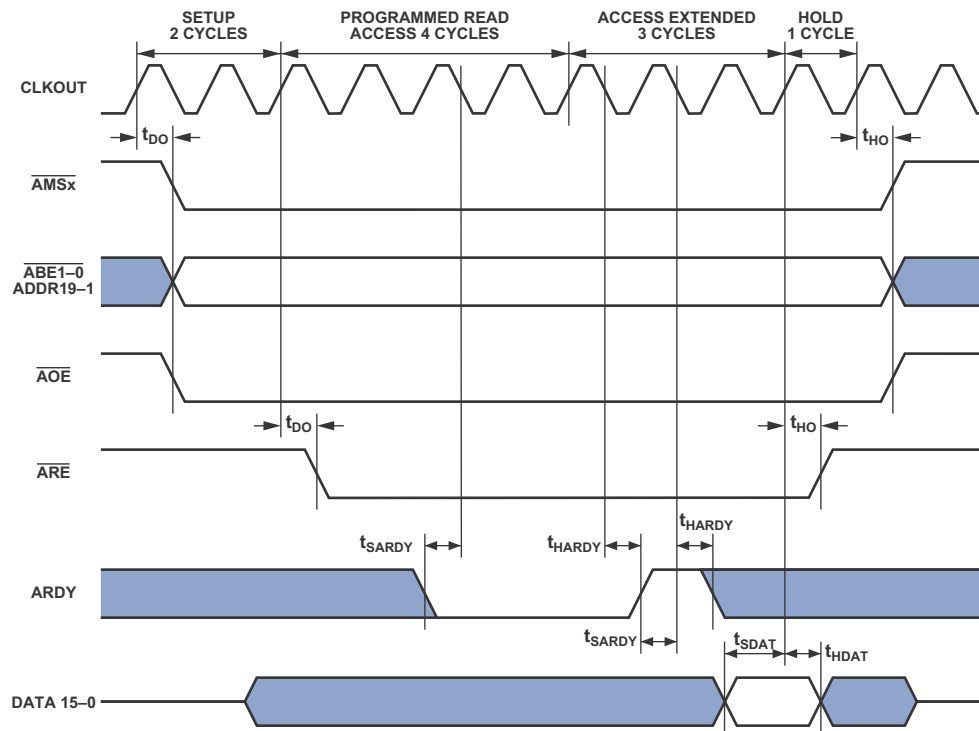 SETUP
2 CYCLES
PROGRAMMED READ
ACCESS 4 CYCLES
ACCESS EXTENDED
3 CYCLES
HOLD
1 CYCLE
CLKOUT
tDO
tHO
AMSx
ABE1–0
ADDR19–1
AOE
tDO
tHO
ARE
tSARDY
tHARDY
tHARDY
ARDY
tSARDY
tSDAT
tHDAT
DATA 15–0